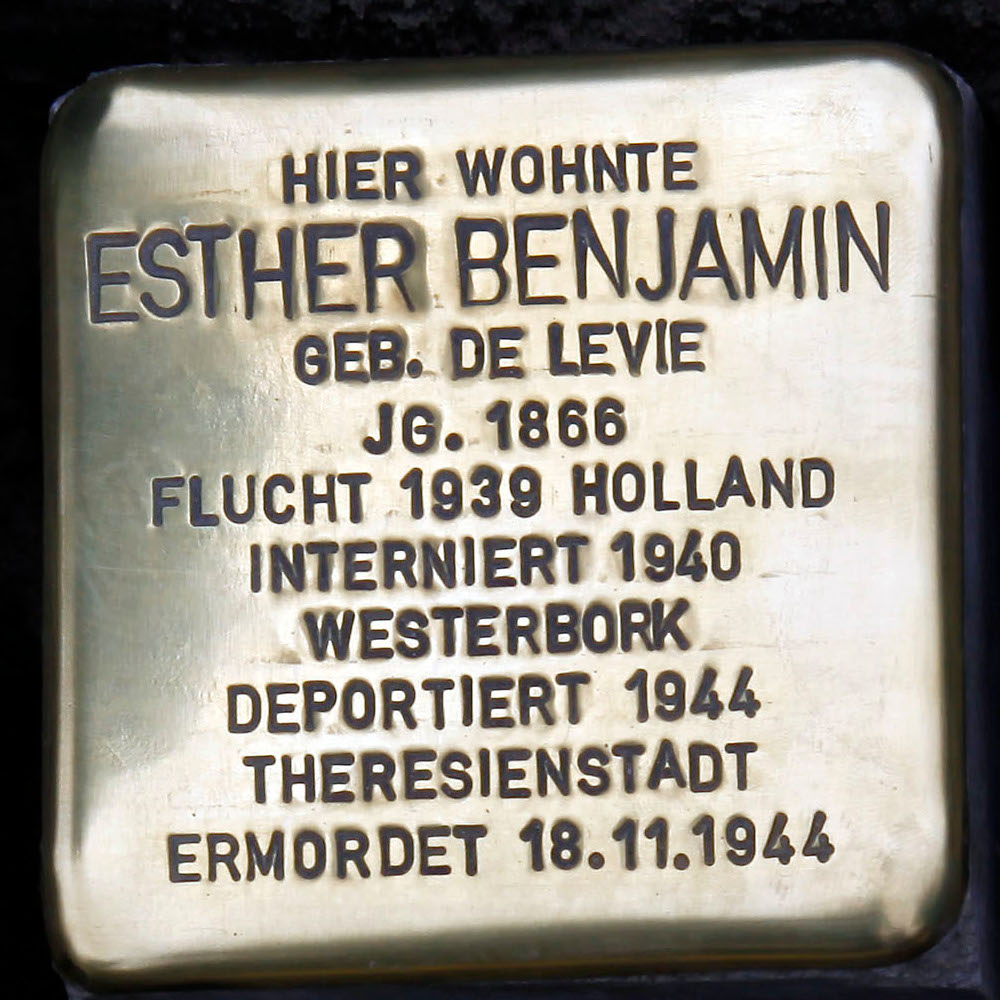 HIER WOHNTE
ESTHER BENJAMIN
GEB. DE LEVIE
JG. 1866
FLUCHT 1939 HOLLAND
INTERNIERT 1940
WESTERBORK
DEPORTIERT 1944
THERESIENSTADT
ERMORDET 18.11.1944